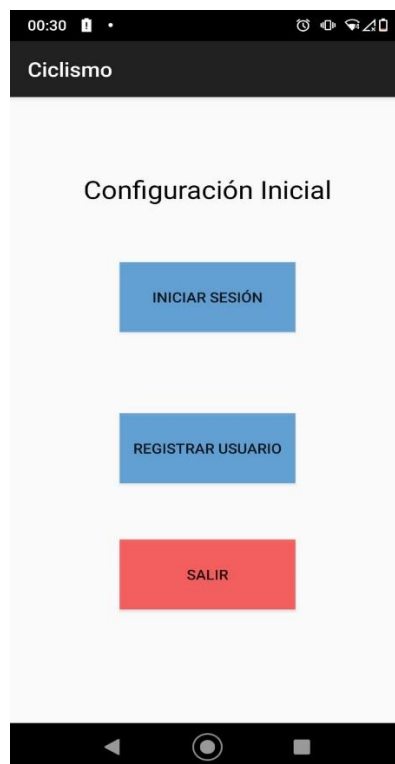 00:30
Ciclismo
Configuración Inicial
INICIAR SESIÓN
REGISTRAR USUARIO
SALIR